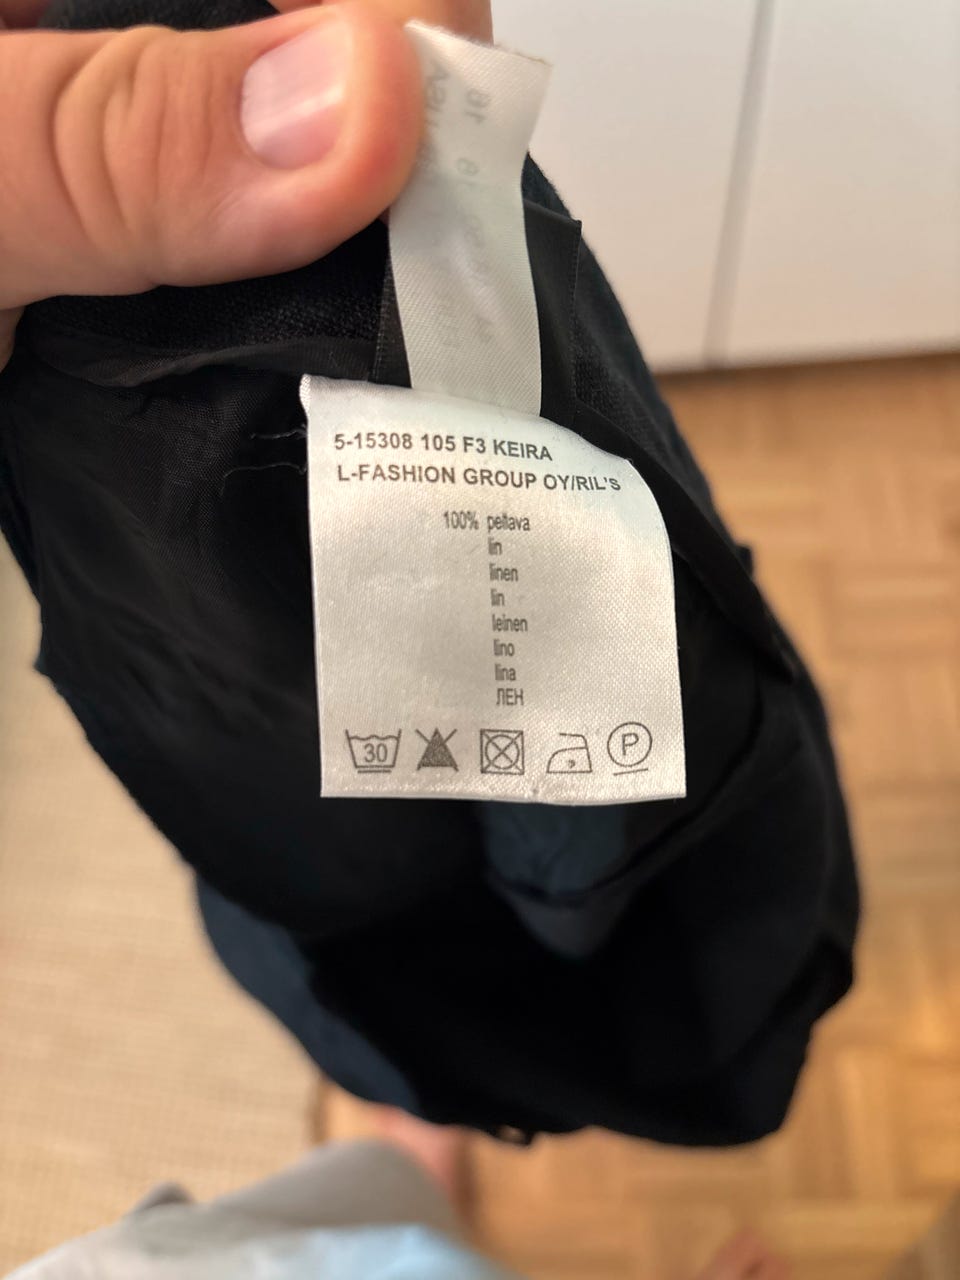 5-15308 105 F3 KEIRA
L-FASHION GROUP OY/RIL'S
100% pellava
lin
linen
lin
leinen
lino
lina
ЛЕН
30
P